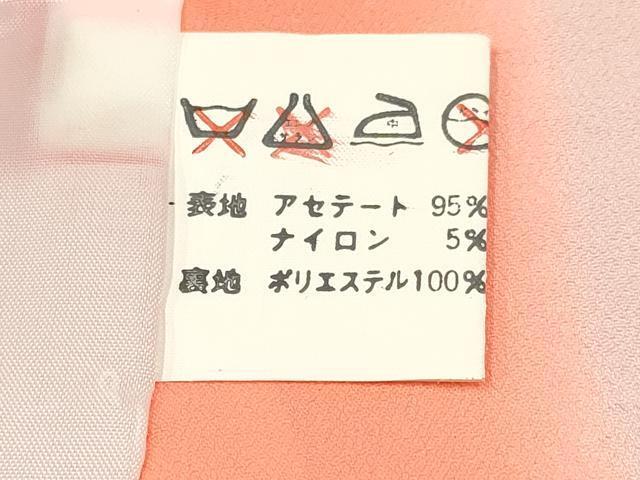 中
表地 アセテート 95%
ナイロン 5%
裏地 ポリエステル100%